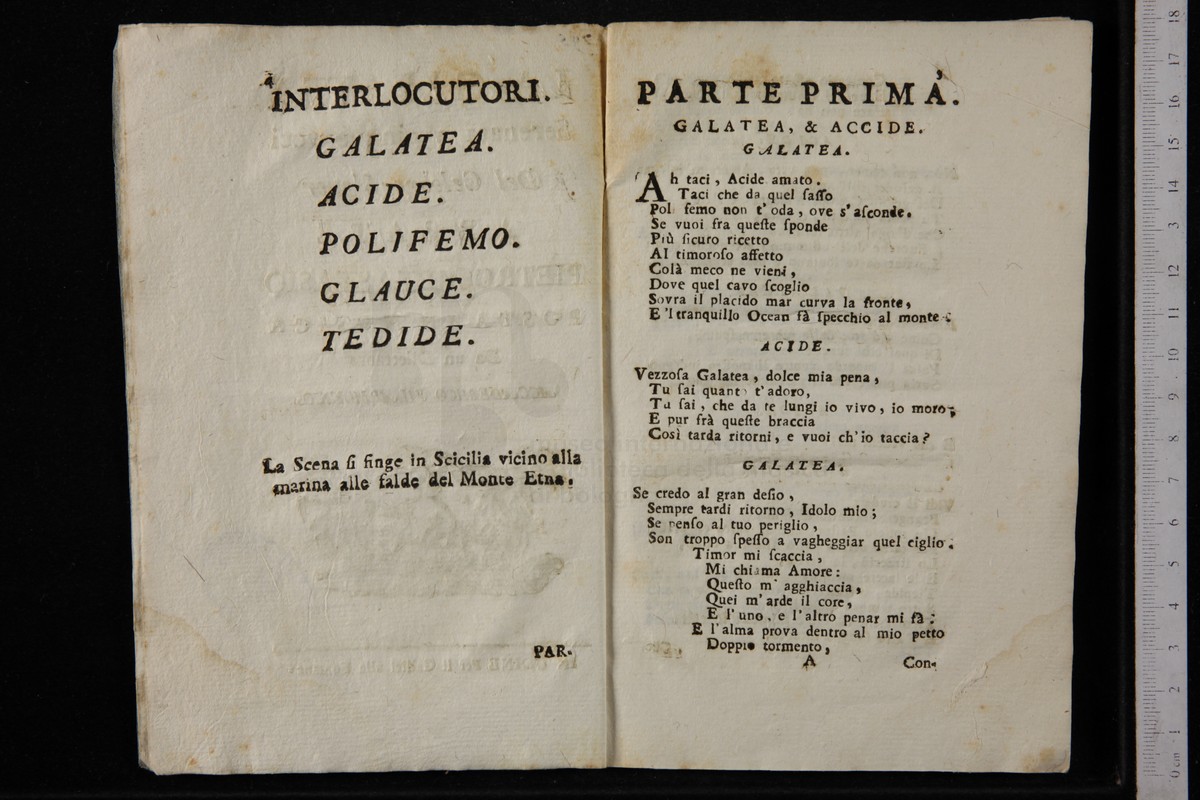 4
INTERLOCUTORI.
GALATEA.
ACIDE.
POLIFEMO.
GLAUCE.
TEDIDE.
La Scena ſi finge in Scicilia vicino alla
marina alle falde del Monte Etna.
PAR-
PARTE PRIMA.
GALATEA, & ACCIDE.
GALATEA.
Ah taci, Acide amato.
Taci che da quel ſaſſo
Pol femo non t'oda, ove s'aſconde.
Se vuoi fra queſte ſponde
Più ſicuro ricetto
Al timoroſo affetto
Colà meco ne vieni,
Dove quel cavo ſcoglio
Sovra il placido mar curva la fronte,
E 'l tranquillo Ocean fà ſpecchio al monte.
ACIDE.
Vezzoſa Galatea, dolce mia pena,
Tu ſai quanto t'adoro,
Tu ſai, che da te lungi io vivo, io moro;
E pur frà queſte braccia
Così tarda ritorni, e vuoi ch'io taccia?
GALATEA.
Se credo al gran deſio,
Sempre tardi ritorno, Idolo mio;
Se penſo al tuo periglio,
Son troppo ſpeſſo a vagheggiar quel ciglio.
Timor mi ſcaccia,
Mi chiama Amore:
Queſto m'agghiaccia,
Quei m'arde il core,
E l'uno, e l'altro penar mi fà:
E l'alma prova dentro al mio petto
Doppio tormento,
A Con-